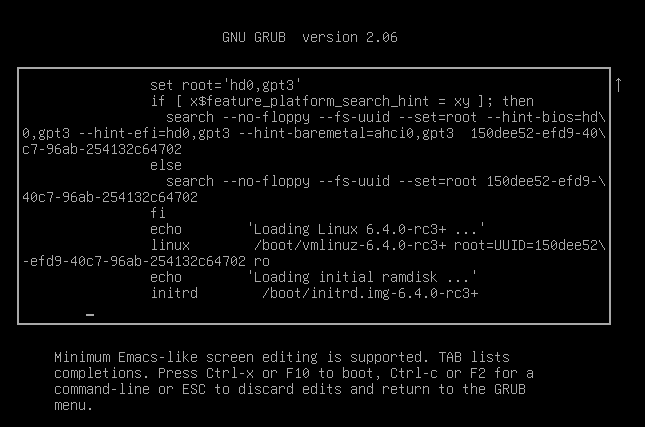 GNU GRUB  version 2.06
set root='hd0,gpt3'
if [ x$feature_platform_search_hint = xy ]; then
search --no-floppy --fs-uuid --set=root --hint-bios=hd\
0,gpt3 --hint-efi=hd0,gpt3 --hint-baremetal=ahci0,gpt3  150dee52-efd9-40\
c7-96ab-254132c64702
else
search --no-floppy --fs-uuid --set=root 150dee52-efd9-\
40c7-96ab-254132c64702
fi
echo        'Loading Linux 6.4.0-rc3+ ...'
linux        /boot/vmlinuz-6.4.0-rc3+ root=UUID=150dee52\
-efd9-40c7-96ab-254132c64702 ro
echo        'Loading initial ramdisk ...'
initrd        /boot/initrd.img-6.4.0-rc3+
Minimum Emacs-like screen editing is supported. TAB lists
completions. Press Ctrl-x or F10 to boot, Ctrl-c or F2 for a
command-line or ESC to discard edits and return to the GRUB
menu.